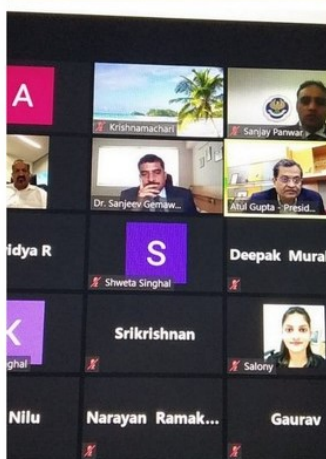 A
Krishnamachari
Sanjay Panwar
Dr. Sanjeev Gemaw...
Atul Gupta - Presid...
idya R
S
Shweta Singhal
Deepak Mural
K
ghal
Srikrishnan
Salony
Nilu
Narayan Ramak...
Gaurav